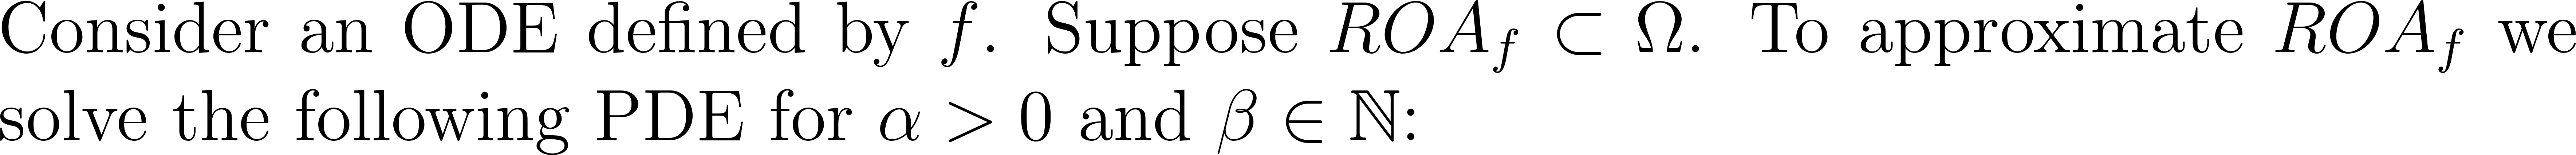 Consider an ODE defined by f. Suppose ROA_f ⊂ Ω. To approximate ROA_f we
solve the following PDE for α > 0 and β ∈ ℕ: